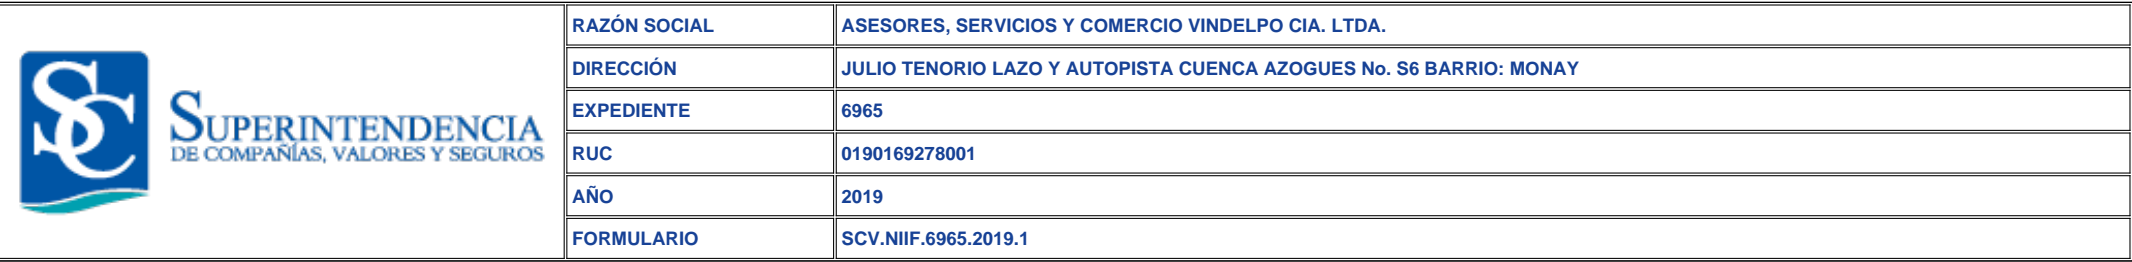 SC
SUPERINTENDENCIA
DE COMPAÑÍAS, VALORES Y SEGUROS
RAZÓN SOCIAL ASESORES, SERVICIOS Y COMERCIO VINDELPO CIA. LTDA.
DIRECCIÓN JULIO TENORIO LAZO Y AUTOPISTA CUENCA AZOGUES No. S6 BARRIO: MONAY
EXPEDIENTE 6965
RUC 0190169278001
AÑO 2019
FORMULARIO SCV.NIIF.6965.2019.1